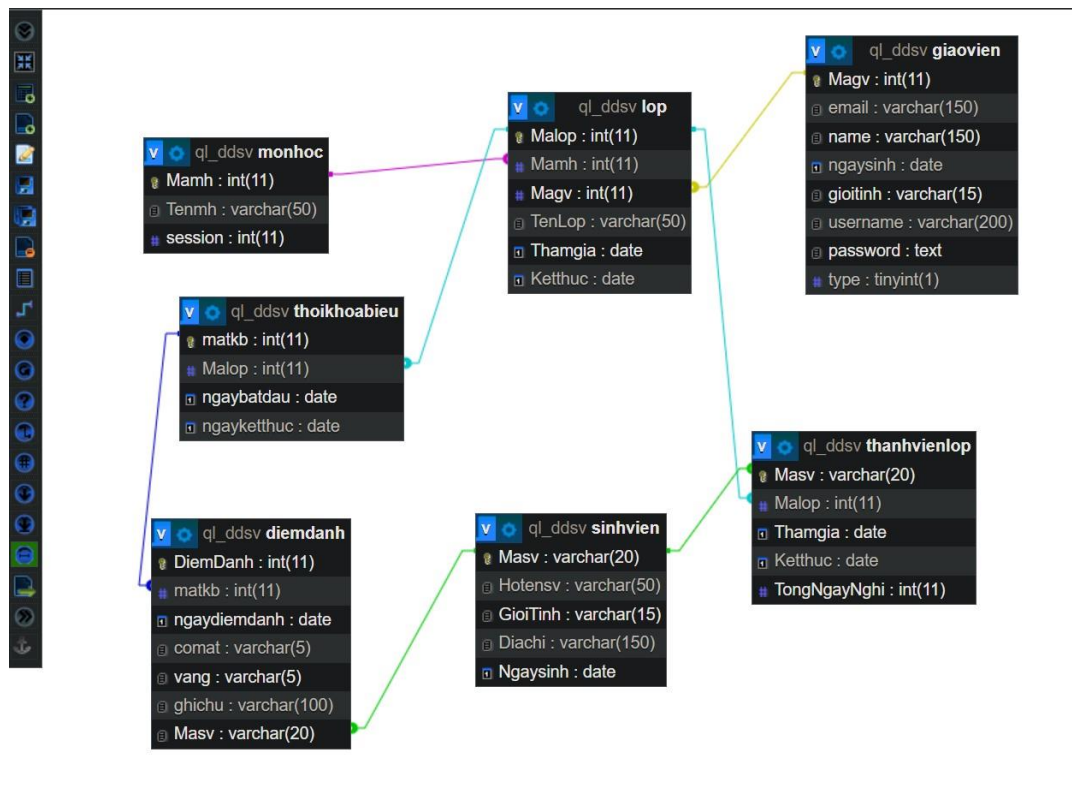 ql_ddsv giaovien
Magv : int(11)
email : varchar(150)
name : varchar(150)
ngaysinh : date
gioitinh : varchar(15)
username : varchar(200)
password : text
type : tinyint(1)
ql_ddsv lop
Malop : int(11)
Mamh : int(11)
Magv : int(11)
TenLop : varchar(50)
Thamgia : date
Ketthuc : date
ql_ddsv monhoc
Mamh : int(11)
Tenmh : varchar(50)
session : int(11)
ql_ddsv thoikhoabieu
matkb : int(11)
Malop : int(11)
ngaybatdau : date
ngayketthuc : date
ql_ddsv thanhvienlop
Masv : varchar(20)
Malop : int(11)
Thamgia : date
Ketthuc : date
TongNgayNghi : int(11)
ql_ddsv diemdanh
DiemDanh : int(11)
matkb : int(11)
ngaydiemdanh : date
comat : varchar(5)
vang : varchar(5)
ghichu : varchar(100)
Masv : varchar(20)
ql_ddsv sinhvien
Masv : varchar(20)
Hotensv : varchar(50)
GioiTinh : varchar(15)
Diachi : varchar(150)
Ngaysinh : date